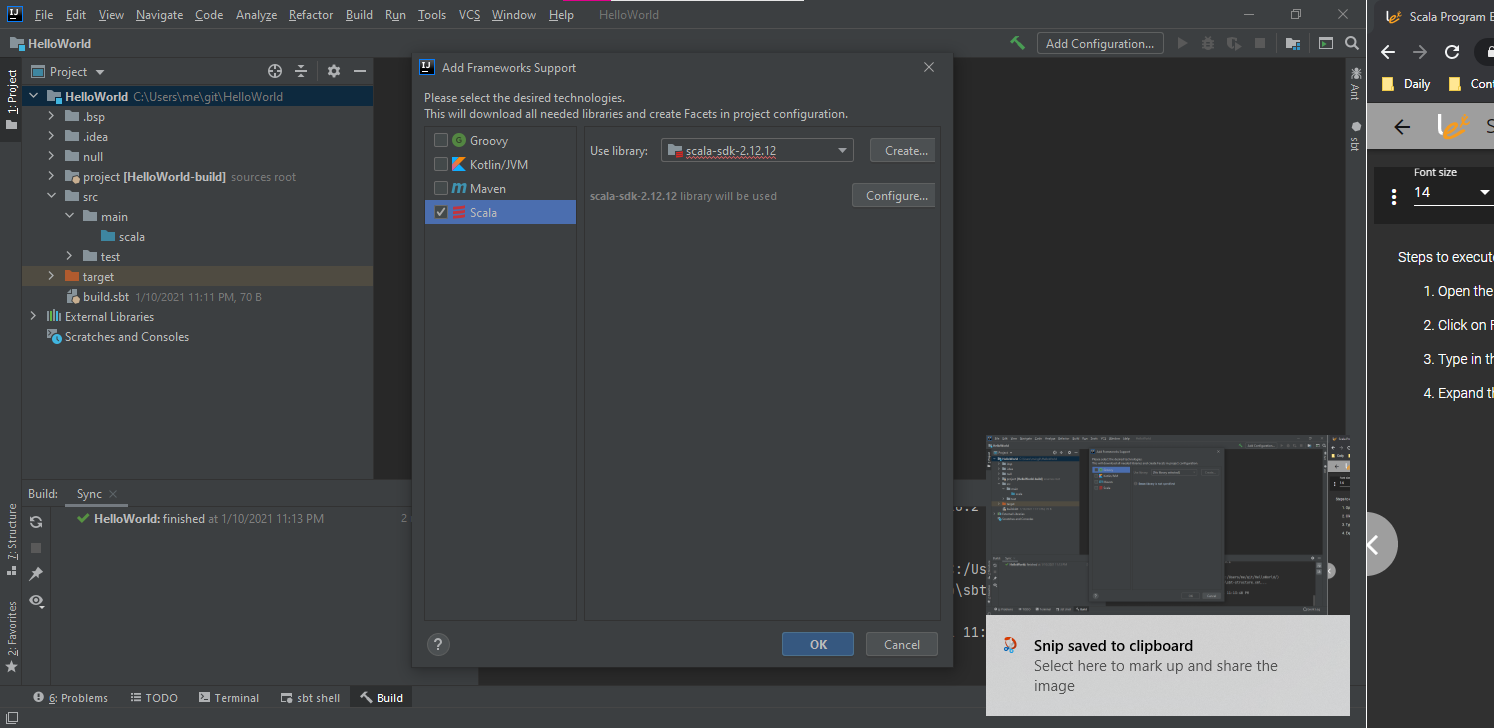 File Edit View Navigate Code Analyze Refactor Build Run Tools VCS Window Help HelloWorld
HelloWorld
Add Configuration...
1: Project
Project
HelloWorld C:\Users\me\git\HelloWorld
.bsp
.idea
null
project [HelloWorld-build] sources root
src
main
scala
test
target
build.sbt 1/10/2021 11:11 PM, 70 B
External Libraries
Scratches and Consoles
Add Frameworks Support
Please select the desired technologies.
This will download all needed libraries and create Facets in project configuration.
Groovy
Kotlin/JVM
Maven
Scala
Use library:
scala-sdk-2.12.12
Create...
scala-sdk-2.12.12 library will be used
Configure...
OK
Cancel
Ant
sbt
Build: Sync
HelloWorld: finished at 1/10/2021 11:13 PM
2
:/Us
\sbt
11:
7: Structure
2: Favorites
6: Problems
TODO
Terminal
sbt shell
Build
Snip saved to clipboard
Select here to mark up and share the
image
Scala Program E
Daily
Con
Font size
14
Steps to execut
1. Open the
2. Click on
3. Type in th
4. Expand th